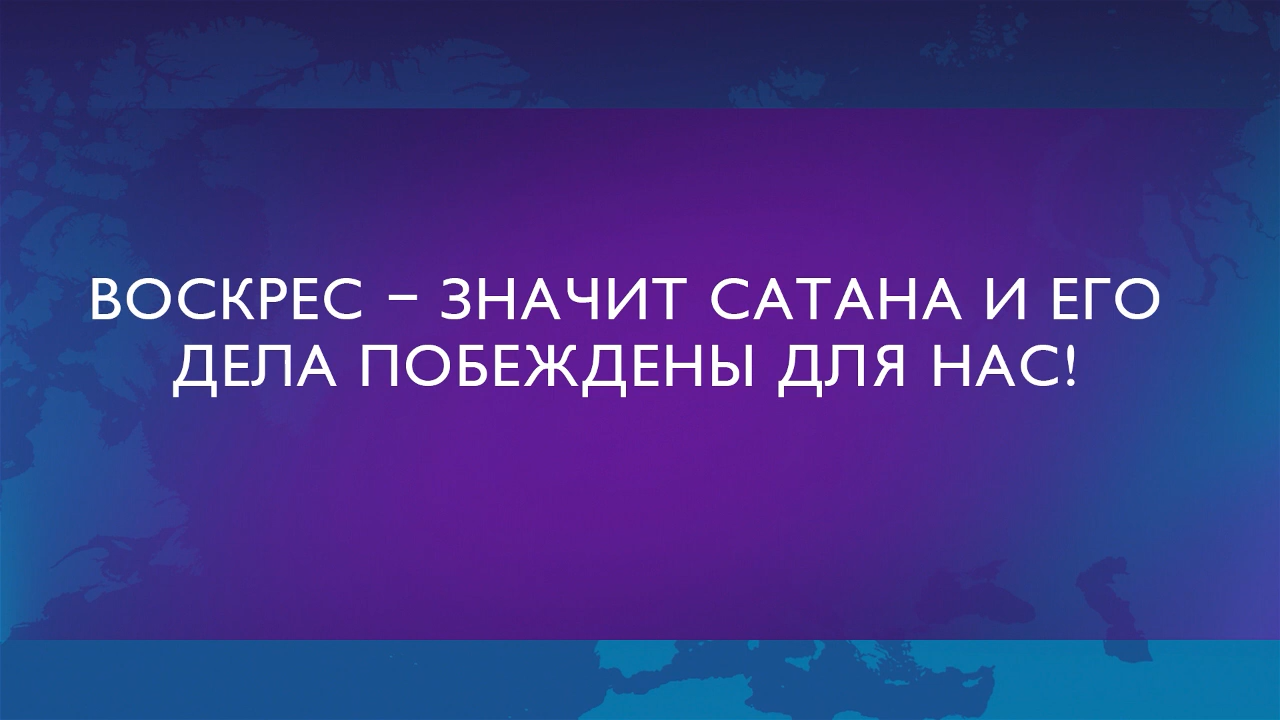 ВОСКРЕС – ЗНАЧИТ САТАНА И ЕГО
ДЕЛА ПОБЕЖДЕНЫ ДЛЯ НАС!